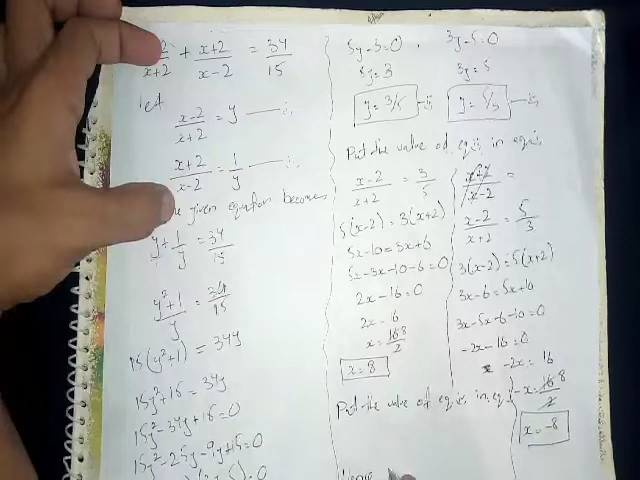 2/(x+2) + (x+2)/(x-2) = 34/15
let
(x-2)/(x+2) = y
(x+2)/(x-2) = 1/y
given equation becomes
y + 1/y = 34/15
(y²+1)/y = 34/15
15(y²+1) = 34y
15y²+15 = 34y
15y²-34y+15=0
15y²-25y-9y+15=0
5y-3=0
5y=3
y=3/5
3y-5=0
3y=5
y=5/3
Put the value of eq in eq
(x-2)/(x+2) = 3/5
5(x-2)=3(x+2)
5x-10=3x+6
5x-3x-10-6=0
2x-16=0
2x=16
x=16/2 8
x=8
Put the value of eq in eq
Hence
(x+2)/(x-2) =
(x-2)/(x+2) = 5/3
3(x-2)=5(x+2)
3x-6=5x+10
3x-5x-6-10=0
-2x-16=0
-2x=16
-x=16/2 8
x=-8